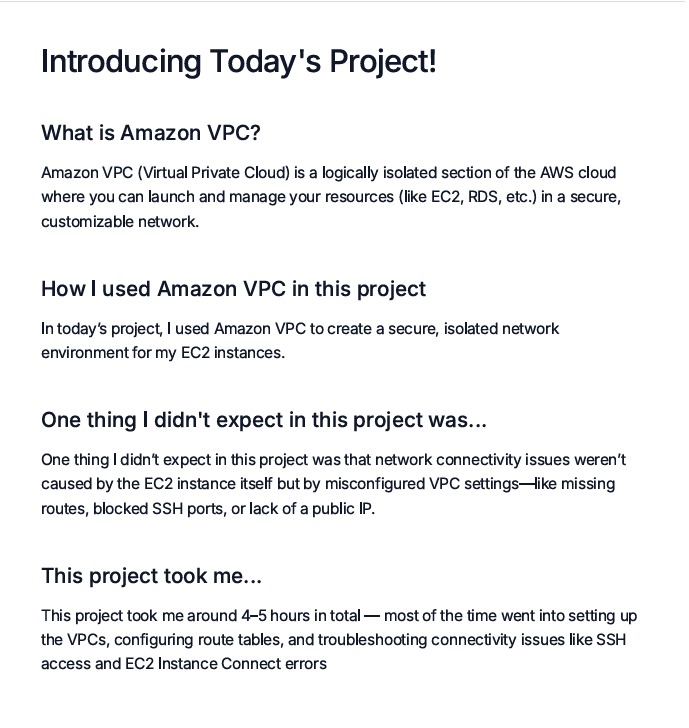 Introducing Today's Project!
What is Amazon VPC?
Amazon VPC (Virtual Private Cloud) is a logically isolated section of the AWS cloud
where you can launch and manage your resources (like EC2, RDS, etc.) in a secure,
customizable network.
How I used Amazon VPC in this project
In today’s project, I used Amazon VPC to create a secure, isolated network
environment for my EC2 instances.
One thing I didn't expect in this project was...
One thing I didn’t expect in this project was that network connectivity issues weren’t
caused by the EC2 instance itself but by misconfigured VPC settings—like missing
routes, blocked SSH ports, or lack of a public IP.
This project took me...
This project took me around 4–5 hours in total — most of the time went into setting up
the VPCs, configuring route tables, and troubleshooting connectivity issues like SSH
access and EC2 Instance Connect errors